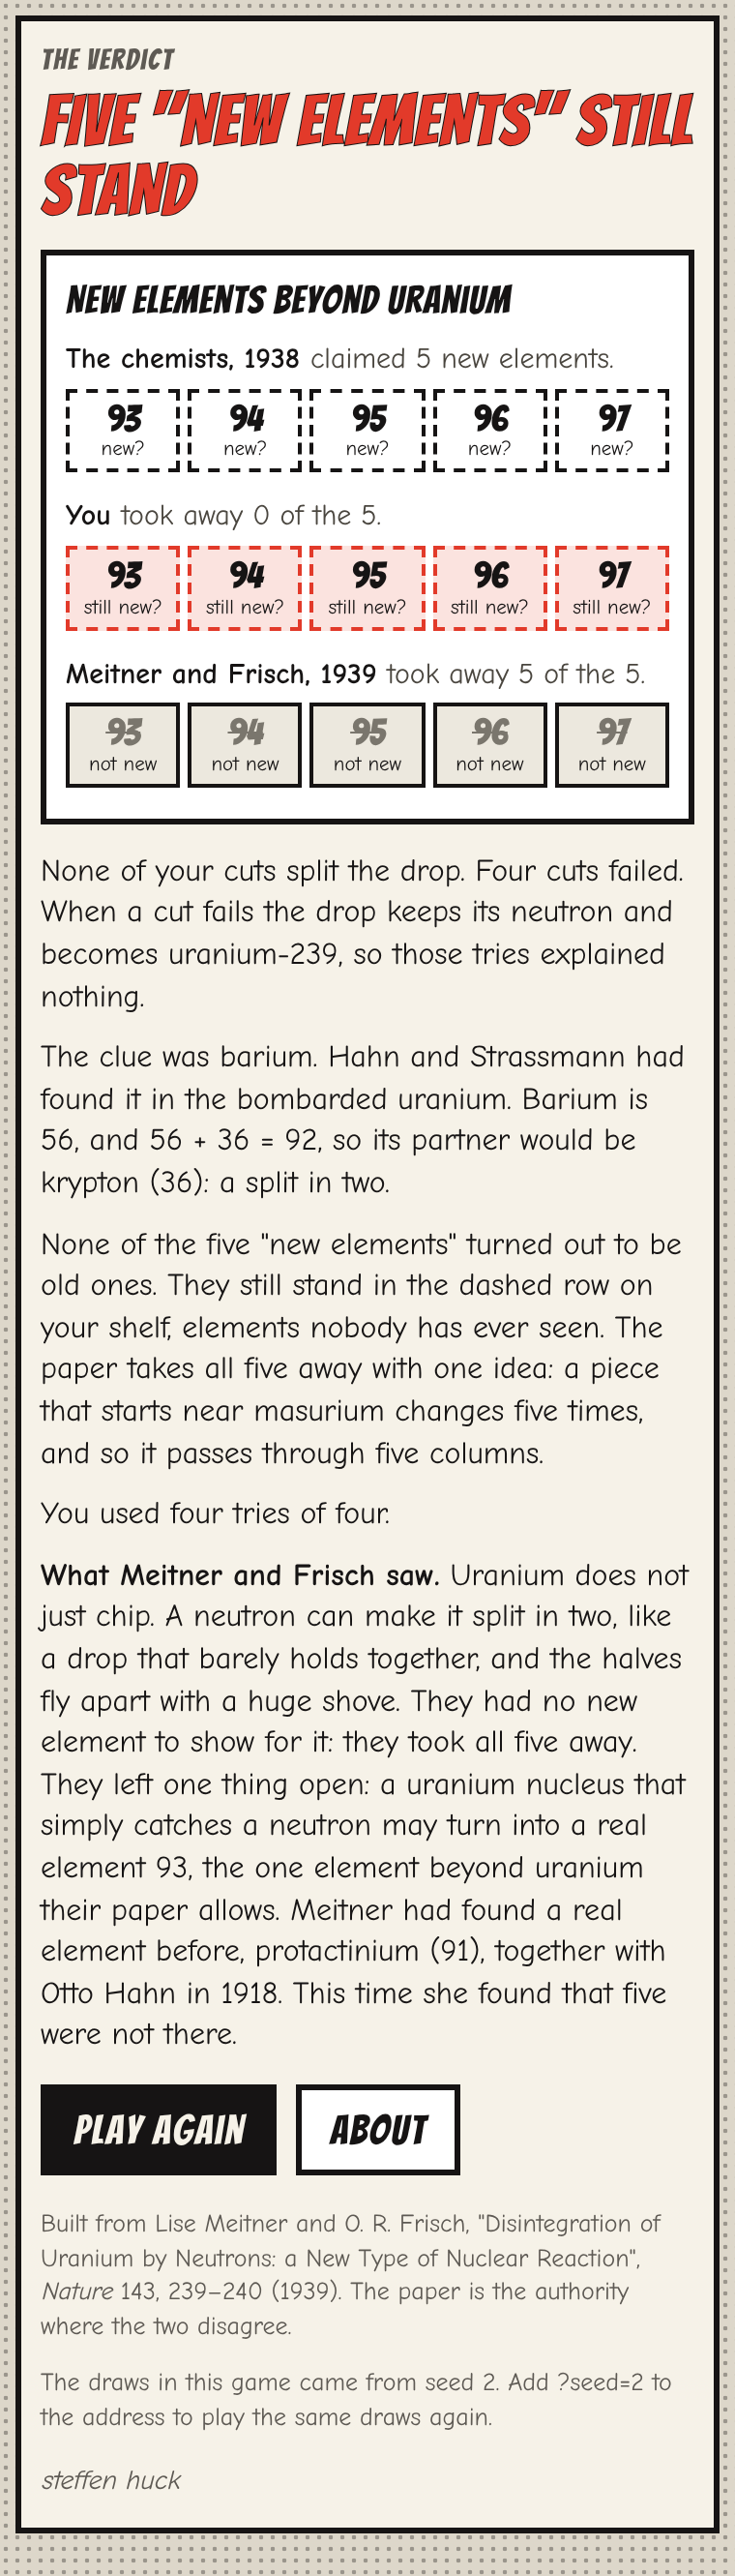 THE VERDICT
FIVE "NEW ELEMENTS" STILL
STAND
NEW ELEMENTS BEYOND URANIUM
The chemists, 1938 claimed 5 new elements.
93 94 95 96 97
new? new? new? new? new?
You took away 0 of the 5.
93 94 95 96 97
still new? still new? still new? still new? still new?
Meitner and Frisch, 1939 took away 5 of the 5.
93 94 95 96 97
not new not new not new not new not new
None of your cuts split the drop. Four cuts failed.
When a cut fails the drop keeps its neutron and
becomes uranium-239, so those tries explained
nothing.
The clue was barium. Hahn and Strassmann had
found it in the bombarded uranium. Barium is
56, and 56 + 36 = 92, so its partner would be
krypton (36): a split in two.
None of the five "new elements" turned out to be
old ones. They still stand in the dashed row on
your shelf, elements nobody has ever seen. The
paper takes all five away with one idea: a piece
that starts near masurium changes five times,
and so it passes through five columns.
You used four tries of four.
What Meitner and Frisch saw. Uranium does not
just chip. A neutron can make it split in two, like
a drop that barely holds together, and the halves
fly apart with a huge shove. They had no new
element to show for it: they took all five away.
They left one thing open: a uranium nucleus that
simply catches a neutron may turn into a real
element 93, the one element beyond uranium
their paper allows. Meitner had found a real
element before, protactinium (91), together with
Otto Hahn in 1918. This time she found that five
were not there.
PLAY AGAIN ABOUT
Built from Lise Meitner and O. R. Frisch, "Disintegration of
Uranium by Neutrons: a New Type of Nuclear Reaction",
Nature 143, 239–240 (1939). The paper is the authority
where the two disagree.
The draws in this game came from seed 2. Add ?seed=2 to
the address to play the same draws again.
steffen huck